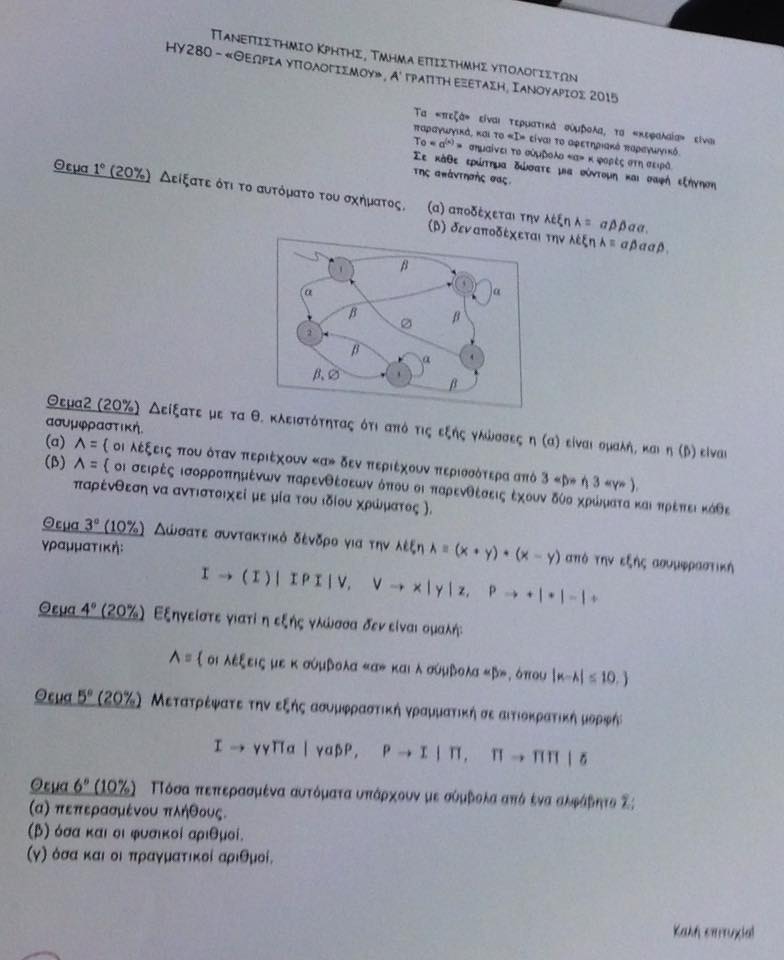 ΠΑΝΕΠΙΣΤΗΜΙΟ ΚΡΗΤΗΣ, ΤΜΗΜΑ ΕΠΙΣΤΗΜΗΣ ΥΠΟΛΟΓΙΣΤΩΝ
ΗΥ280 – «ΘΕΩΡΙΑ ΥΠΟΛΟΓΙΣΜΟΥ», Α' ΓΡΑΠΤΗ ΕΞΕΤΑΣΗ, ΙΑΝΟΥΑΡΙΟΣ 2015
Τα «πεζά» είναι τερματικά σύμβολα, τα «κεφαλαία» είναι
παραγωγικά, και το «Ι» είναι το αφετηριακό παραγωγικό.
Το « α⁽ᵏ⁾ » σημαίνει το σύμβολο «α» κ φορές στη σειρά.
Σε κάθε ερώτημα δώσατε μια σύντομη και σαφή εξήγηση
της απάντησής σας.
Θεμα 1° (20%) Δείξατε ότι το αυτόματο του σχήματος,
(α) αποδέχεται την λέξη λ = αββαα.
(β) δεν αποδέχεται την λέξη λ = αβααβ.
1
β
α
α
β
∅
β
2
β
4
α
β, ∅
β
Θεμα2 (20%) Δείξατε με τα θ. κλειστότητας ότι από τις εξής γλώσσες η (α) είναι ομαλή, και η (β) είναι
ασυμφραστική.
(α) Λ = { οι λέξεις που όταν περιέχουν «α» δεν περιέχουν περισσότερα από 3 «β» ή 3 «γ» }.
(β) Λ = { οι σειρές ισορροπημένων παρενθέσεων όπου οι παρενθέσεις έχουν δύο χρώματα και πρέπει κάθε
παρένθεση να αντιστοιχεί με μία του ιδίου χρώματος }.
Θεμα 3° (10%) Δώσατε συντακτικό δένδρο για την λέξη λ = (x + y) * (x – y) από την εξής ασυμφραστική
γραμματική:
Ι → ( Ι ) | Ι Ρ Ι | V, V → x | y | z, P → + | * | – | ÷
Θεμα 4° (20%) Εξηγείστε γιατί η εξής γλώσσα δεν είναι ομαλή:
Λ = { οι λέξεις με κ σύμβολα «α» και λ σύμβολα «β», όπου |κ–λ| ≤ 10. }
Θεμα 5° (20%) Μετατρέψατε την εξής ασυμφραστική γραμματική σε αιτιοκρατική μορφή:
Ι → γγΠα | γαβΡ, Ρ → Ι | Π, Π → ΠΠ | δ
Θεμα 6° (10%) Πόσα πεπερασμένα αυτόματα υπάρχουν με σύμβολα από ένα αλφάβητο Σ;
(α) πεπερασμένου πλήθους.
(β) όσα και οι φυσικοί αριθμοί.
(γ) όσα και οι πραγματικοί αριθμοί.
Καλή επιτυχία!